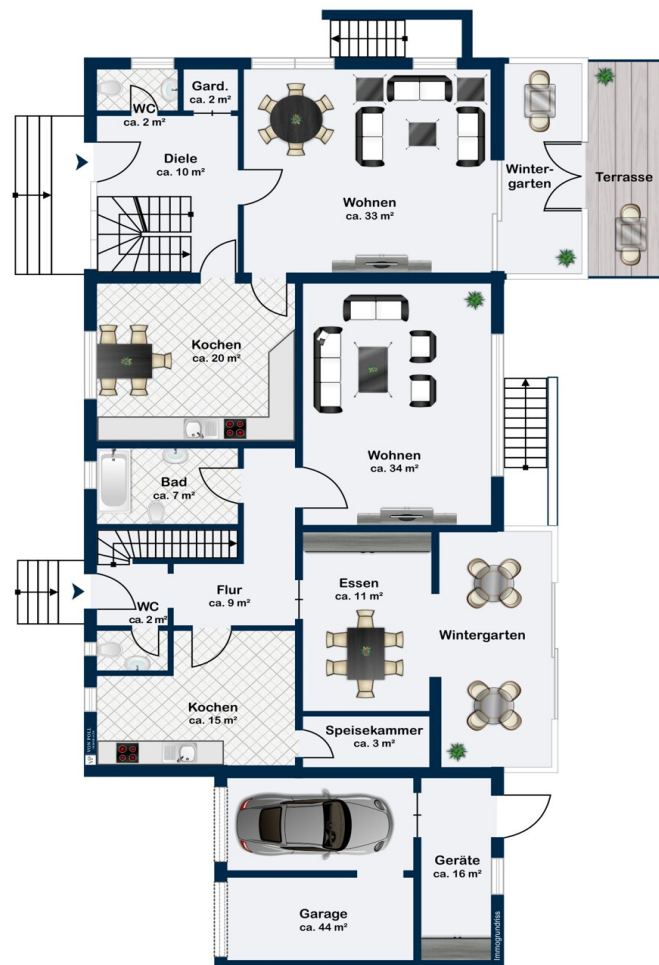 Gard.
ca. 2 m²
WC
ca. 2 m²
Diele
ca. 10 m²
Winter-
garten
Terrasse
Wohnen
ca. 33 m²
Kochen
ca. 20 m²
Wohnen
ca. 34 m²
Bad
ca. 7 m²
Flur
ca. 9 m²
Essen
ca. 11 m²
WC
ca. 2 m²
Wintergarten
Kochen
ca. 15 m²
Speisekammer
ca. 3 m²
VON POLL
Geräte
ca. 16 m²
Garage
ca. 44 m²
Immogrundriss